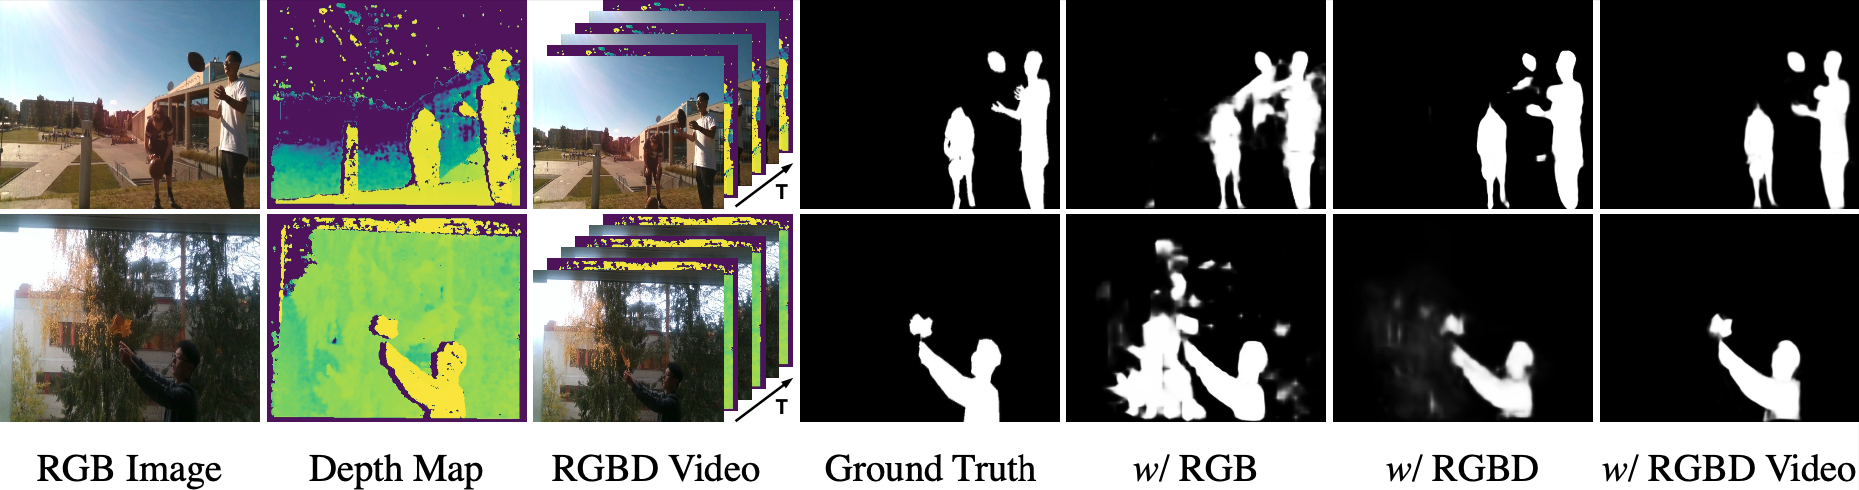 T
T
RGB Image
Depth Map
RGBD Video
Ground Truth
w/ RGB
w/ RGBD
w/ RGBD Video